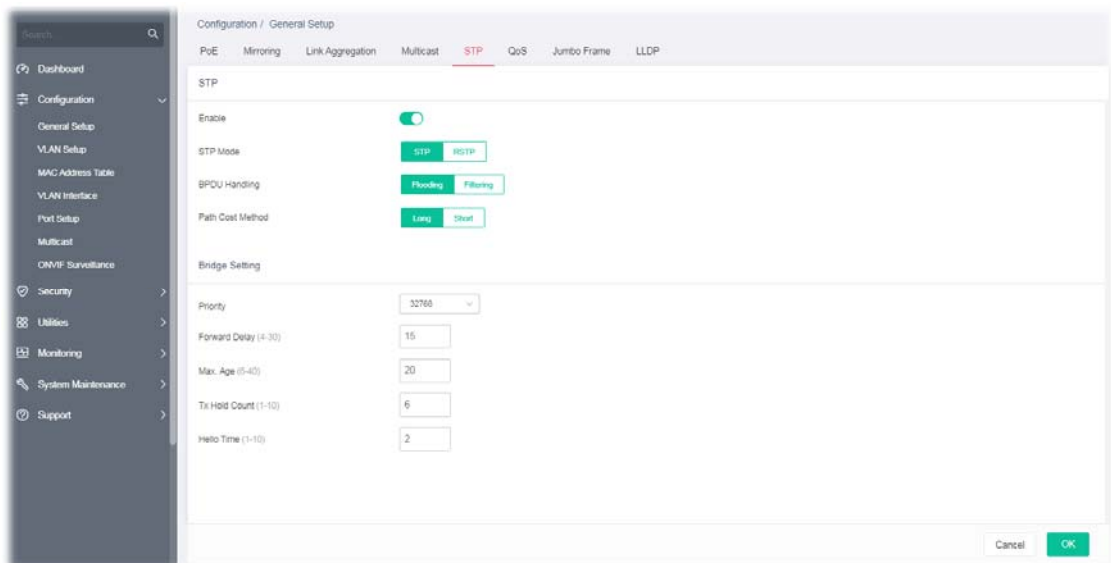 Search...
Dashboard
Configuration
General Setup
VLAN Setup
MAC Address Table
VLAN Interface
Port Setup
Multicast
ONVIF Surveillance
Security
Utilities
Monitoring
System Maintenance
Support
Configuration / General Setup
PoE Mirroring Link Aggregation Multicast STP QoS Jumbo Frame LLDP
STP
Enable
STP Mode STP RSTP
BPDU Handling Flooding Filtering
Path Cost Method Long Short
Bridge Setting
Priority 32768
Forward Delay (4-30) 15
Max. Age (6-40) 20
Tx Hold Count (1-10) 6
Hello Time (1-10) 2
Cancel OK